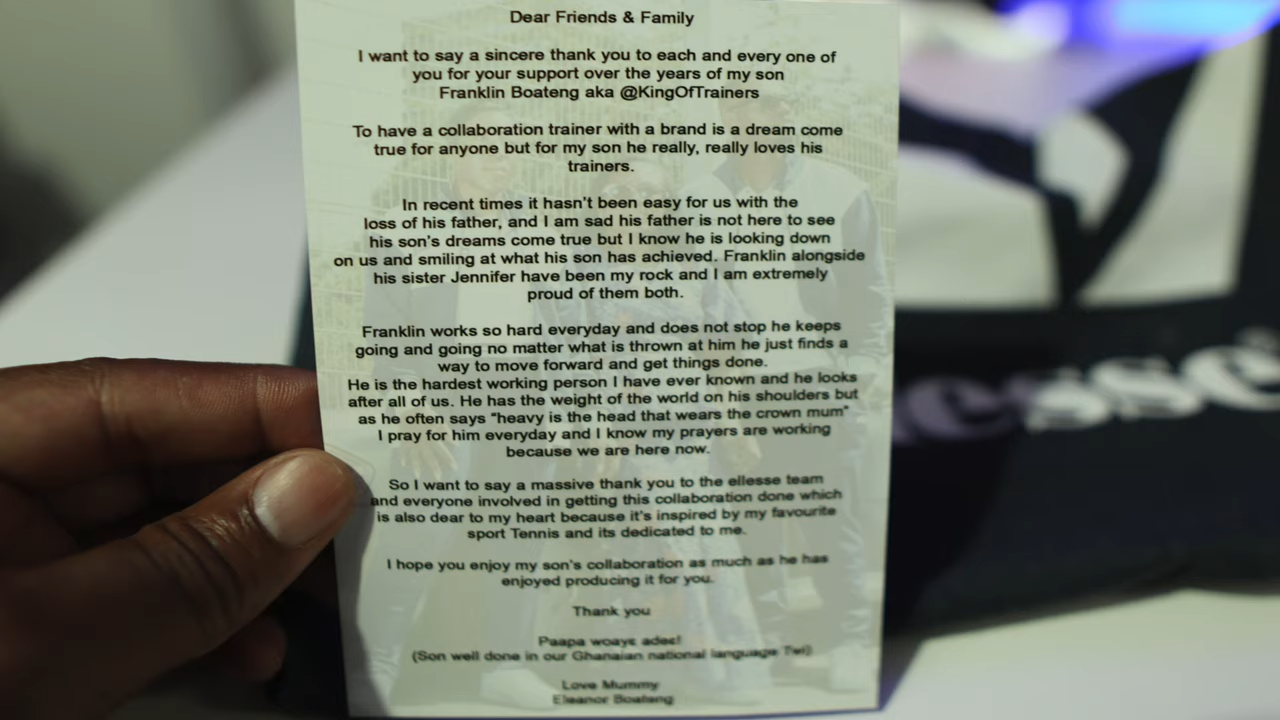 Dear Friends & Family
I want to say a sincere thank you to each and every one of
you for your support over the years of my son
Franklin Boateng aka @KingOfTrainers
To have a collaboration trainer with a brand is a dream come
true for anyone but for my son he really, really loves his
trainers.
In recent times it hasn't been easy for us with the
loss of his father, and I am sad his father is not here to see
his son's dreams come true but I know he is looking down
on us and smiling at what his son has achieved. Franklin alongside
his sister Jennifer have been my rock and I am extremely
proud of them both.
Franklin works so hard everyday and does not stop he keeps
going and going no matter what is thrown at him he just finds a
way to move forward and get things done.
He is the hardest working person I have ever known and he looks
after all of us. He has the weight of the world on his shoulders but
as he often says "heavy is the head that wears the crown mum"
I pray for him everyday and I know my prayers are working
because we are here now.
So I want to say a massive thank you to the ellesse team
and everyone involved in getting this collaboration done which
is also dear to my heart because it's inspired by my favourite
sport Tennis and its dedicated to me.
I hope you enjoy my son's collaboration as much as he has
enjoyed producing it for you.
Thank you
Paapa woayɛ adeɛ!
(Son well done in our Ghanaian national language Twi)
Love Mummy
Eleanor Boateng
esse